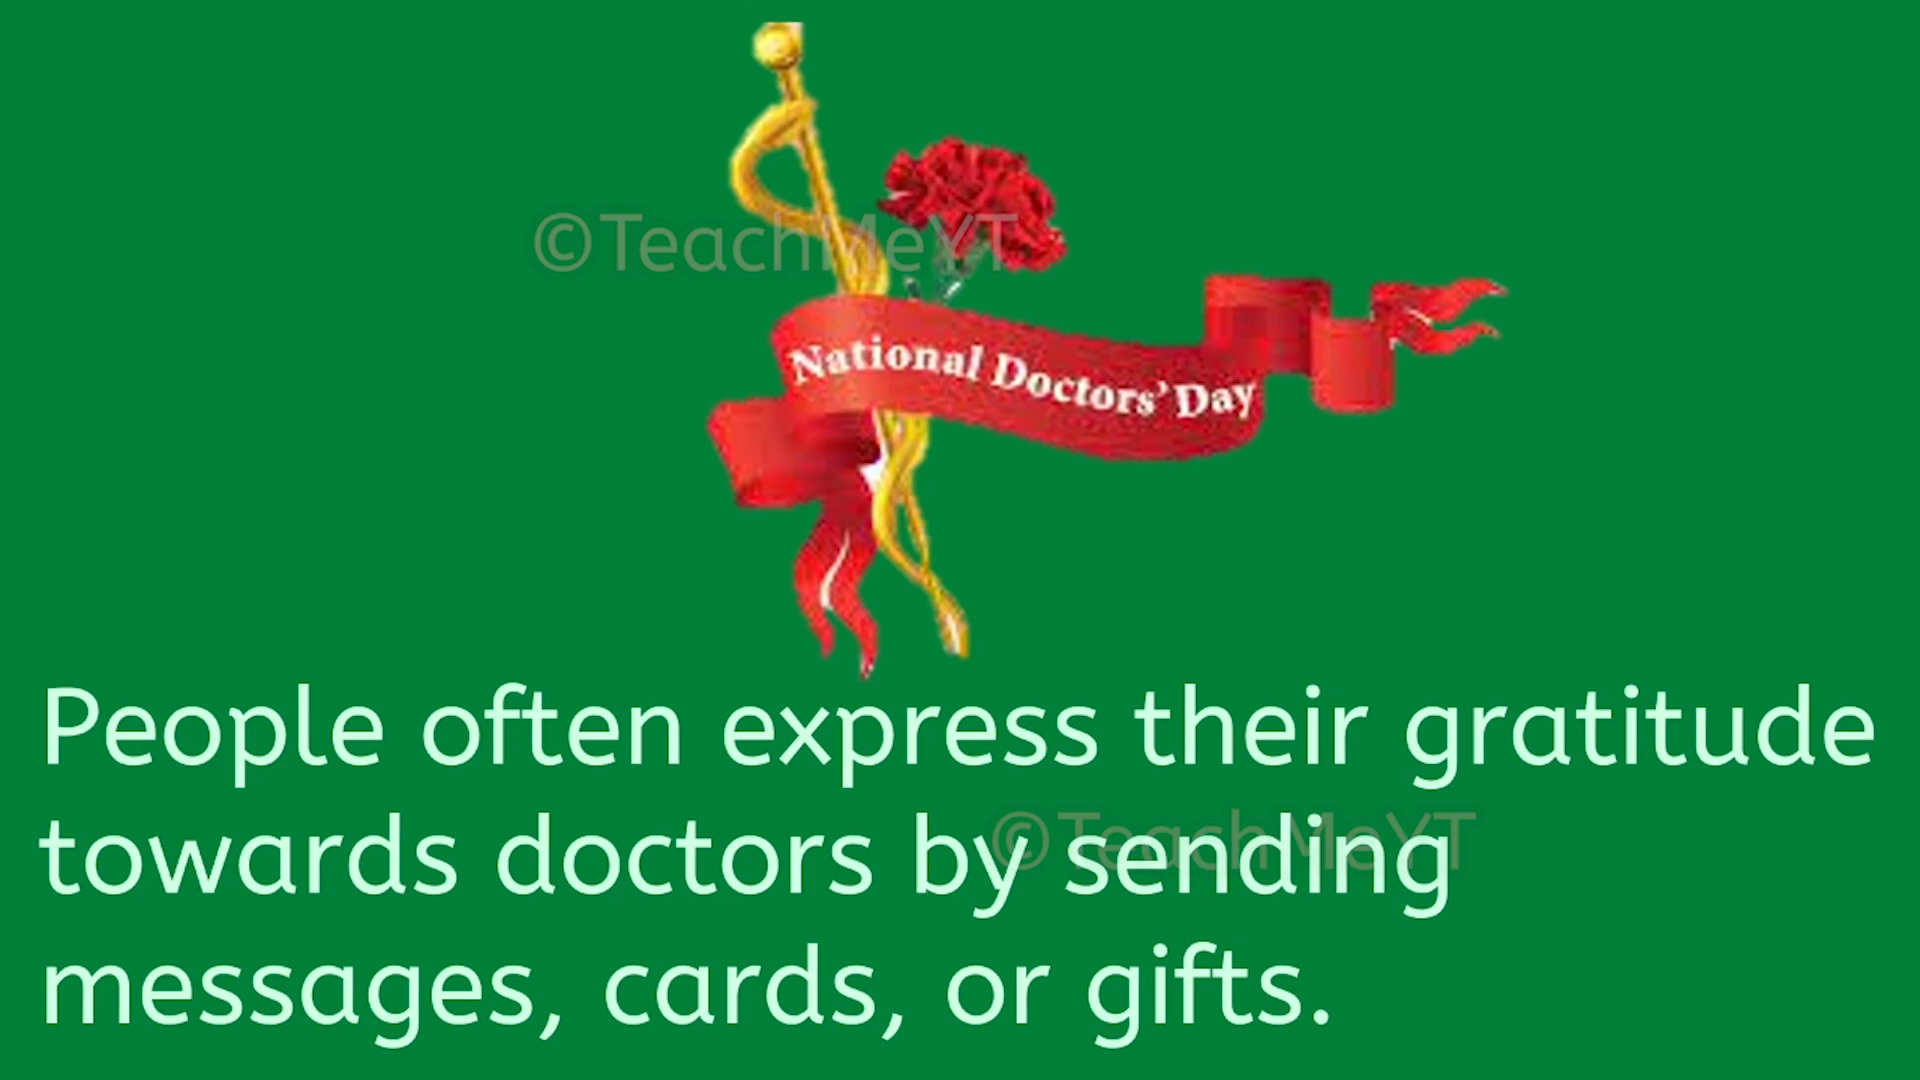 ©TeachMeYT
National Doctors’ Day
People often express their gratitude
towards doctors by sending
©TeachMeYT
messages, cards, or gifts.